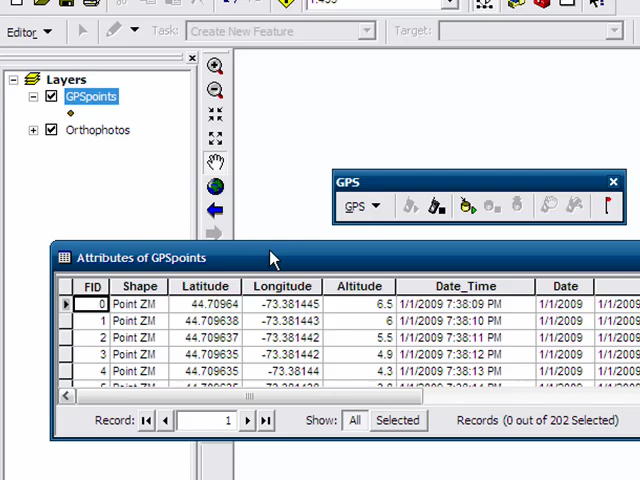 Editor
Task: Create New Feature
Target:
Layers
GPSpoints
Orthophotos
GPS
GPS
Attributes of GPSpoints
FID Shape Latitude Longitude Altitude Date_Time Date
0 Point ZM 44.70964 -73.381445 6.5 1/1/2009 7:38:09 PM 1/1/2009
1 Point ZM 44.709638 -73.381443 6 1/1/2009 7:38:10 PM 1/1/2009
2 Point ZM 44.709637 -73.381442 5.5 1/1/2009 7:38:11 PM 1/1/2009
3 Point ZM 44.709635 -73.381442 4.9 1/1/2009 7:38:12 PM 1/1/2009
4 Point ZM 44.709635 -73.38144 4.3 1/1/2009 7:38:13 PM 1/1/2009
Record: 1 Show: All Selected Records (0 out of 202 Selected)